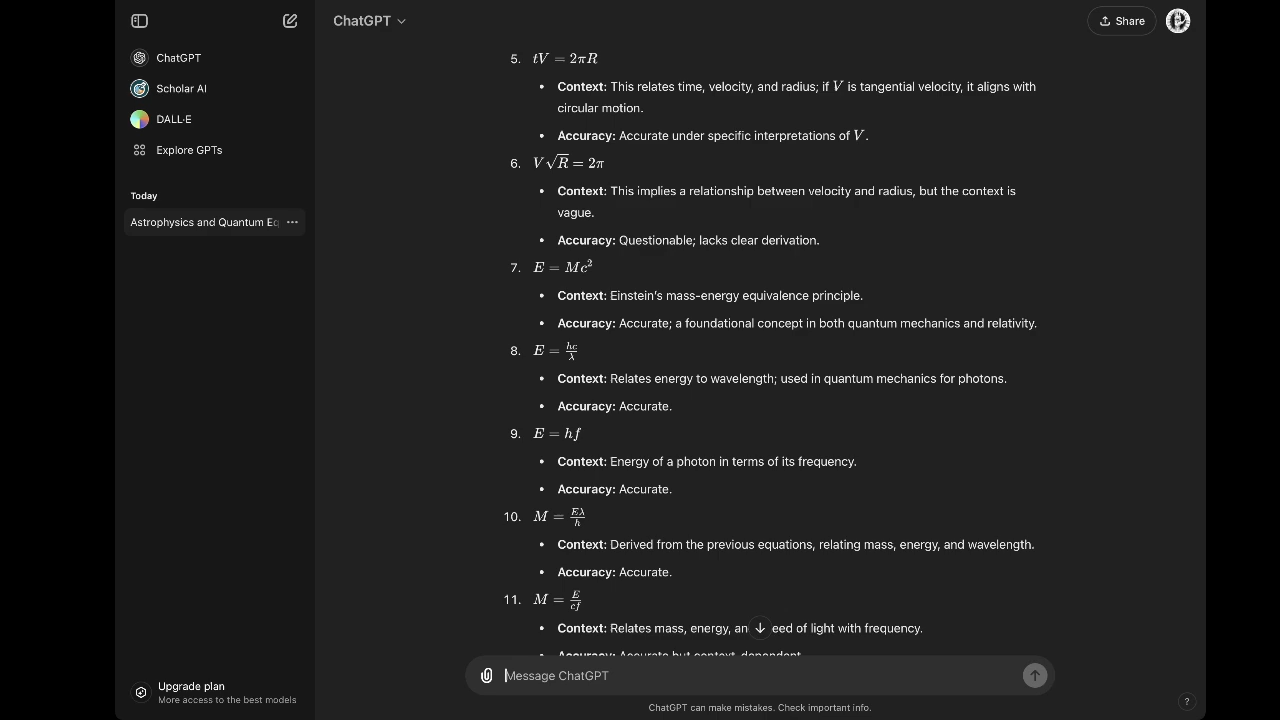 ChatGPT
Share
ChatGPT
Scholar AI
DALL·E
Explore GPTs
Today
Astrophysics and Quantum Eq
5. tV = 2πR
• Context: This relates time, velocity, and radius; if V is tangential velocity, it aligns with
circular motion.
• Accuracy: Accurate under specific interpretations of V.
6. V√R = 2π
• Context: This implies a relationship between velocity and radius, but the context is
vague.
• Accuracy: Questionable; lacks clear derivation.
7. E = Mc²
• Context: Einstein's mass-energy equivalence principle.
• Accuracy: Accurate; a foundational concept in both quantum mechanics and relativity.
8. E = hc/λ
• Context: Relates energy to wavelength; used in quantum mechanics for photons.
• Accuracy: Accurate.
9. E = hf
• Context: Energy of a photon in terms of its frequency.
• Accuracy: Accurate.
10. M = Eλ/h
• Context: Derived from the previous equations, relating mass, energy, and wavelength.
• Accuracy: Accurate.
11. M = E/cf
• Context: Relates mass, energy, an eed of light with frequency.
• Accuracy: Accurate but context-dependent
Message ChatGPT
Upgrade plan
More access to the best models
ChatGPT can make mistakes. Check important info.
?